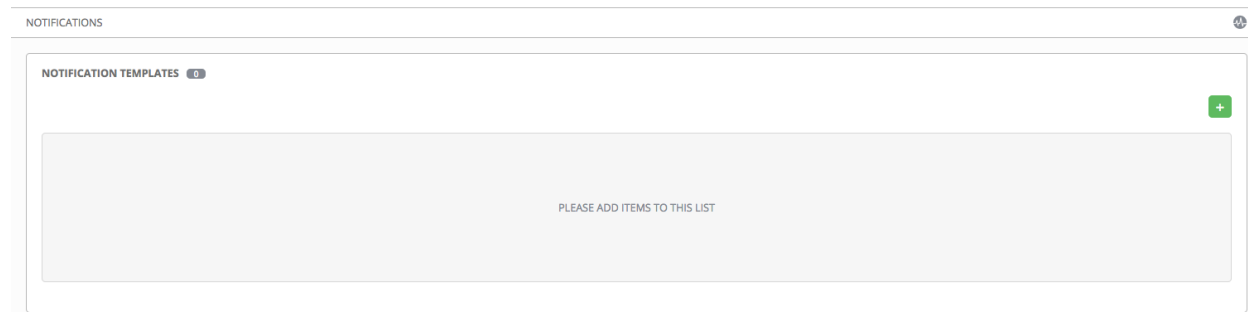 NOTIFICATIONS
NOTIFICATION TEMPLATES 0
+
PLEASE ADD ITEMS TO THIS LIST